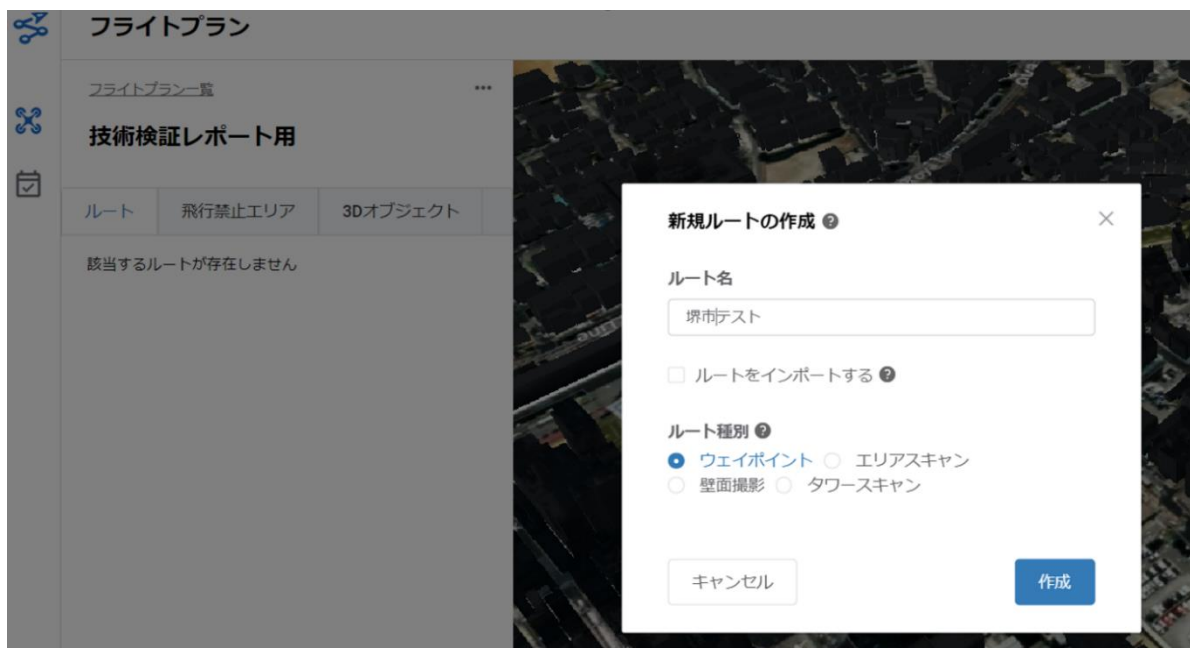 フライトプラン
フライトプラン一覧
技術検証レポート用
ルート 飛行禁止エリア 3Dオブジェクト
該当するルートが存在しません
新規ルートの作成
ルート名
堺市テスト
ルートをインポートする
ルート種別
ウェイポイント エリアスキャン
壁面撮影 タワースキャン
キャンセル 作成